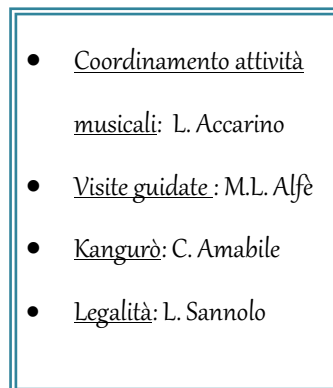 ● Coordinamento attività
musicali: L. Accarino
● Visite guidate : M.L. Alfè
● Kangurò: C. Amabile
● Legalità: L. Sannolo